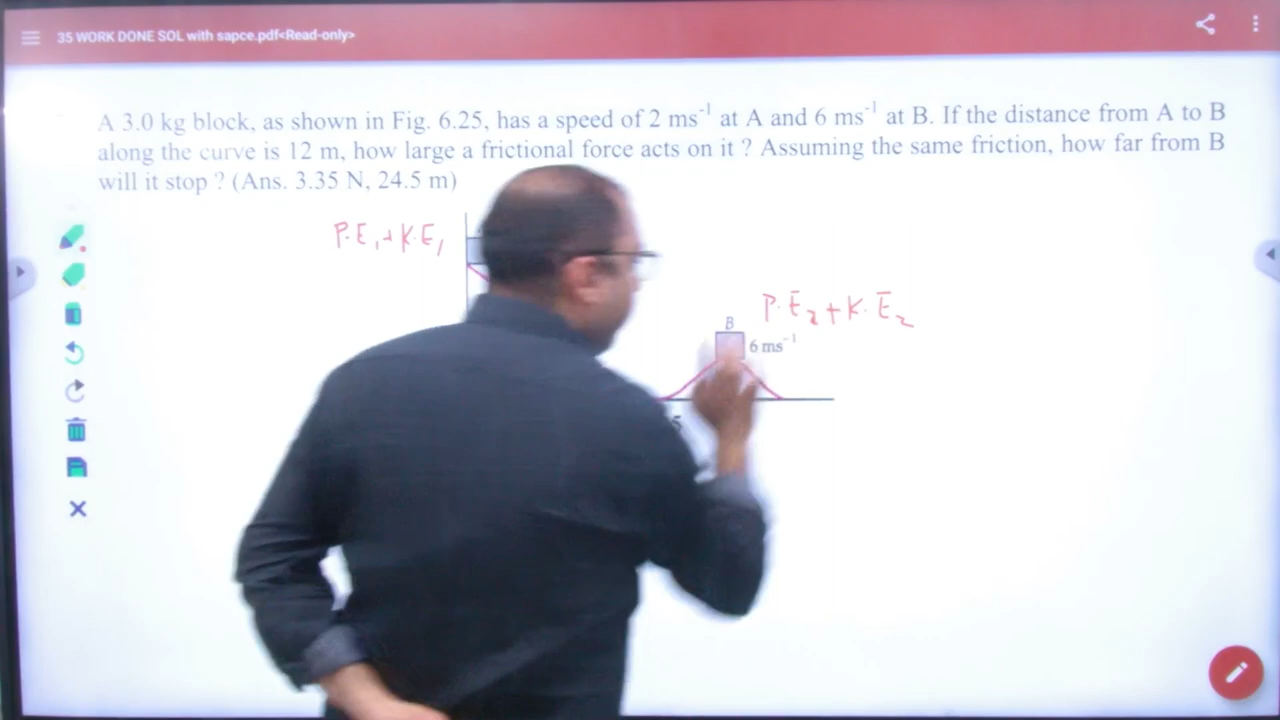 35 WORK DONE SOL with sapce.pdf<Read-only>
A 3.0 kg block, as shown in Fig. 6.25, has a speed of 2 ms⁻¹ at A and 6 ms⁻¹ at B. If the distance from A to B
along the curve is 12 m, how large a frictional force acts on it ? Assuming the same friction, how far from B
will it stop ? (Ans. 3.35 N, 24.5 m)
P.E₁+K.E₁
P.E₂+K.E₂
B
6 ms⁻¹
5